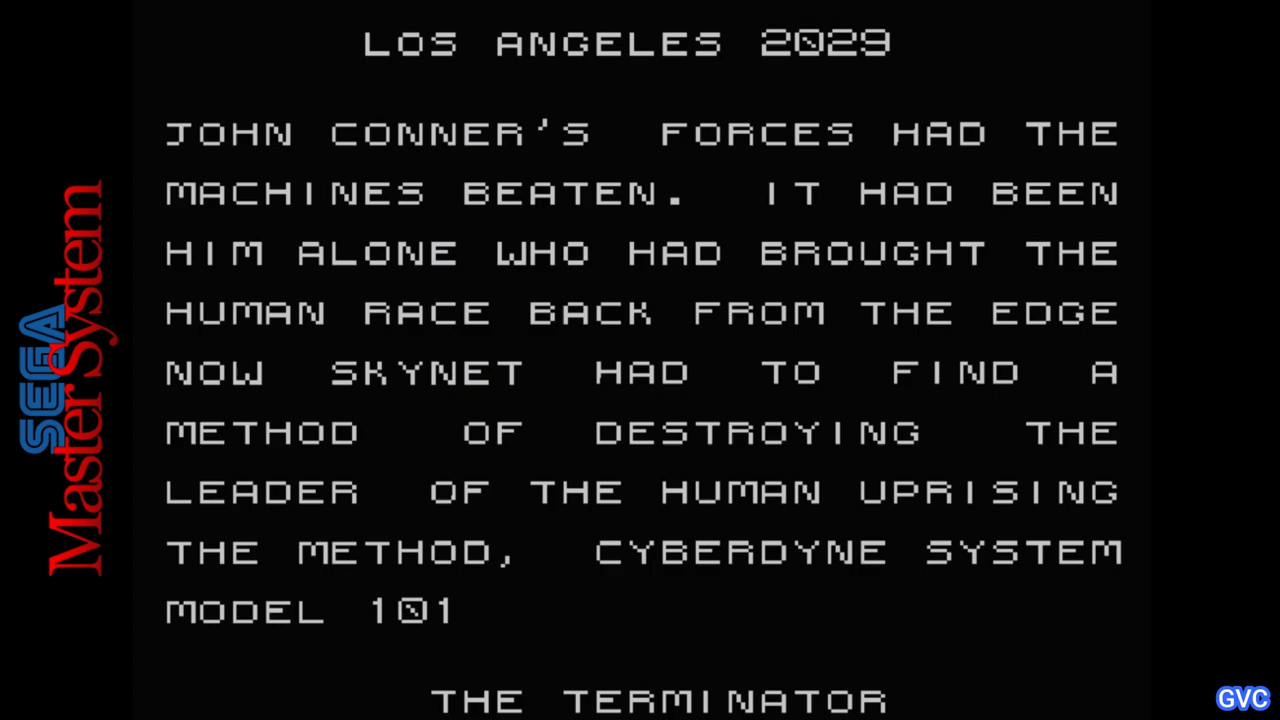 LOS ANGELES 2029
JOHN CONNER'S FORCES HAD THE
MACHINES BEATEN. IT HAD BEEN
HIM ALONE WHO HAD BROUGHT THE
HUMAN RACE BACK FROM THE EDGE
NOW SKYNET HAD TO FIND A
METHOD OF DESTROYING THE
LEADER OF THE HUMAN UPRISING
THE METHOD, CYBERDYNE SYSTEM
MODEL 101
THE TERMINATOR
SEGA
Master System
GVC